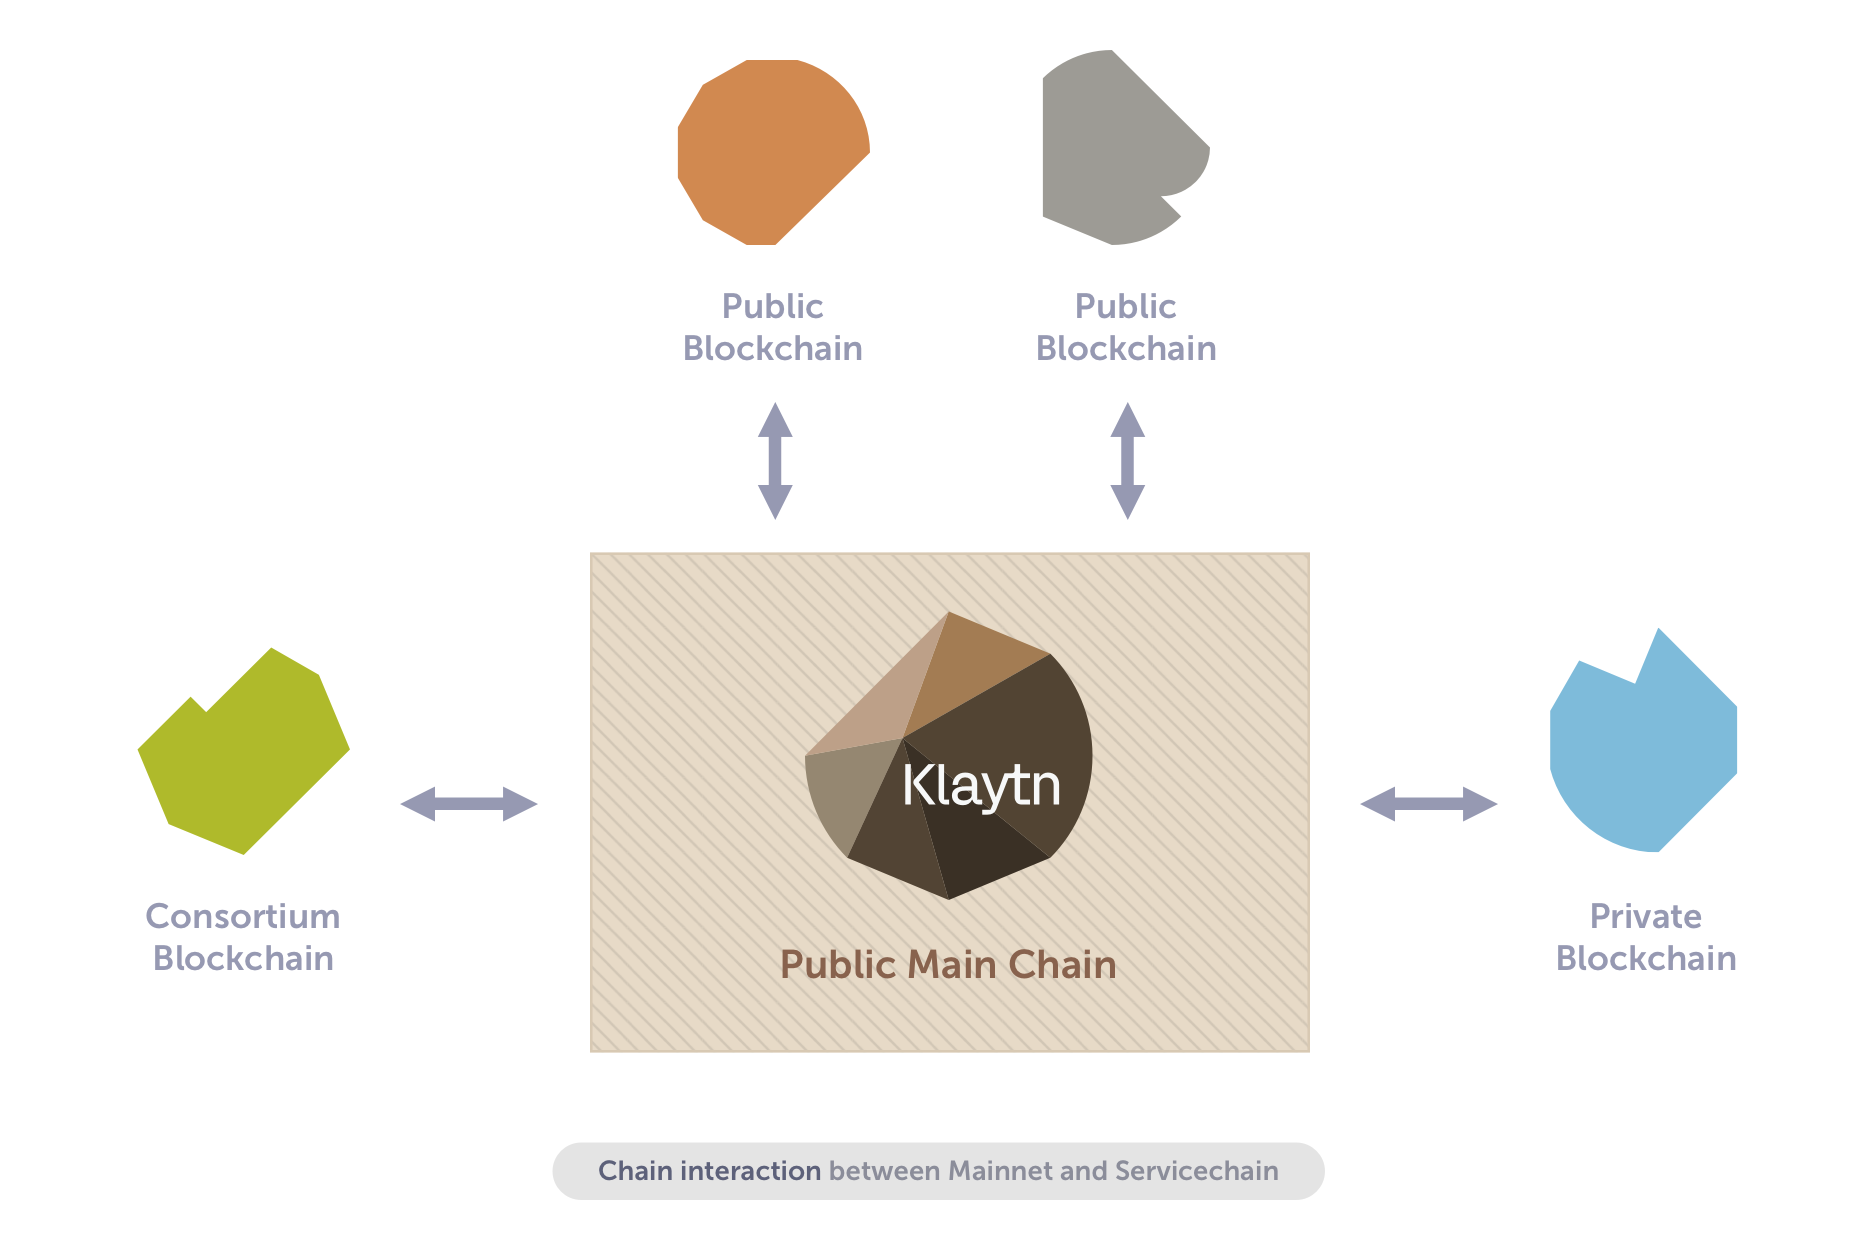 Public
Blockchain
Public
Blockchain
Klaytn
Public Main Chain
Consortium
Blockchain
Private
Blockchain
Chain interaction between Mainnet and Servicechain